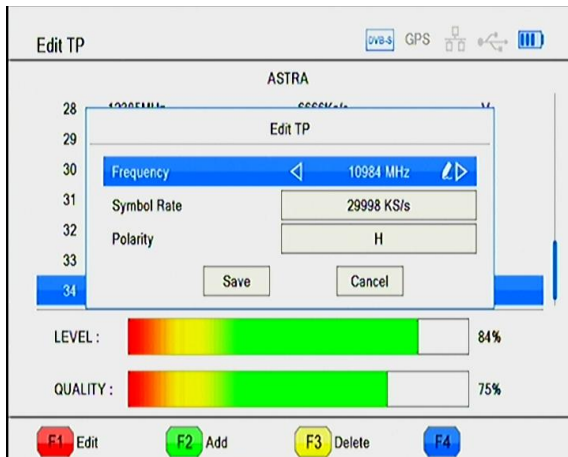 Edit TP
DVB-S GPS
ASTRA
28
29
30
31
32
33
34
Edit TP
Frequency 10984 MHz
Symbol Rate 29998 KS/s
Polarity H
Save Cancel
LEVEL : 84%
QUALITY : 75%
F1 Edit F2 Add F3 Delete F4